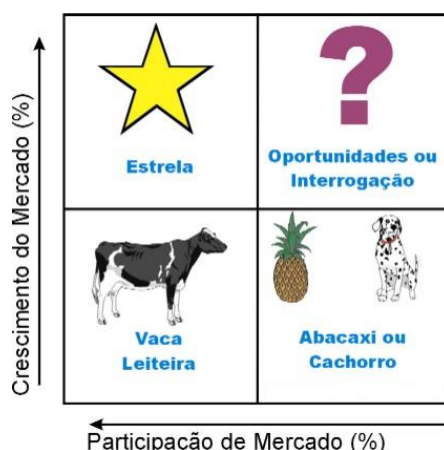 Crescimento do Mercado (%)
Estrela
Oportunidades ou
Interrogação
Vaca
Leiteira
Abacaxi ou
Cachorro
Participação de Mercado (%)